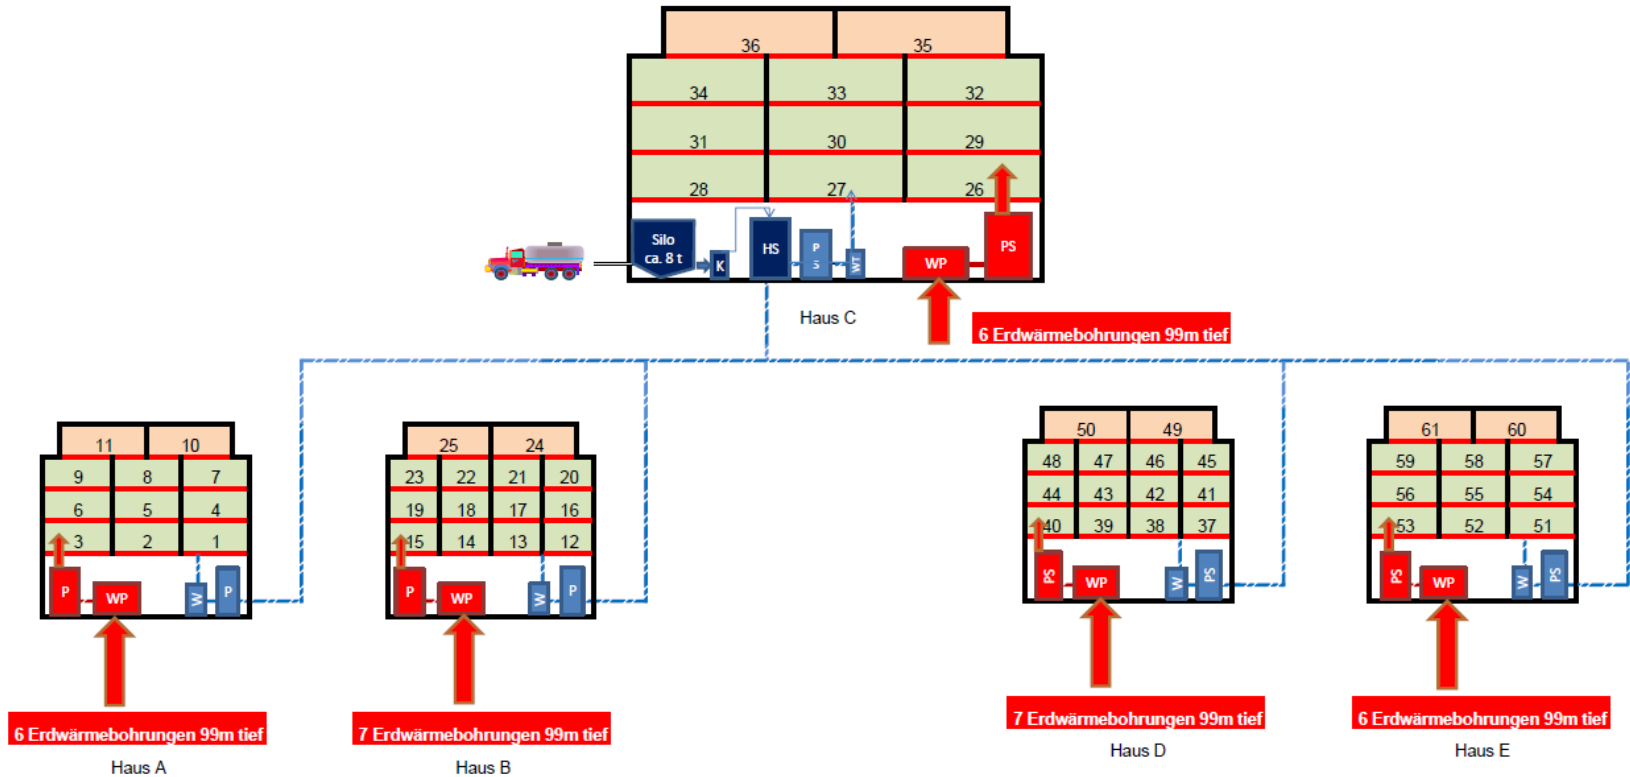 36 35
34 33 32
31 30 29
28 27 26
Silo
ca. 8 t
K
HS
P
S
WT
WP
PS
Haus C
6 Erdwärmebohrungen 99m tief
11 10
9 8 7
6 5 4
3 2 1
P
WP
W
P
6 Erdwärmebohrungen 99m tief
Haus A
25 24
23 22 21 20
19 18 17 16
15 14 13 12
P
WP
W
P
7 Erdwärmebohrungen 99m tief
Haus B
50 49
48 47 46 45
44 43 42 41
40 39 38 37
PS
WP
W
PS
7 Erdwärmebohrungen 99m tief
Haus D
61 60
59 58 57
56 55 54
53 52 51
PS
WP
W
PS
6 Erdwärmebohrungen 99m tief
Haus E